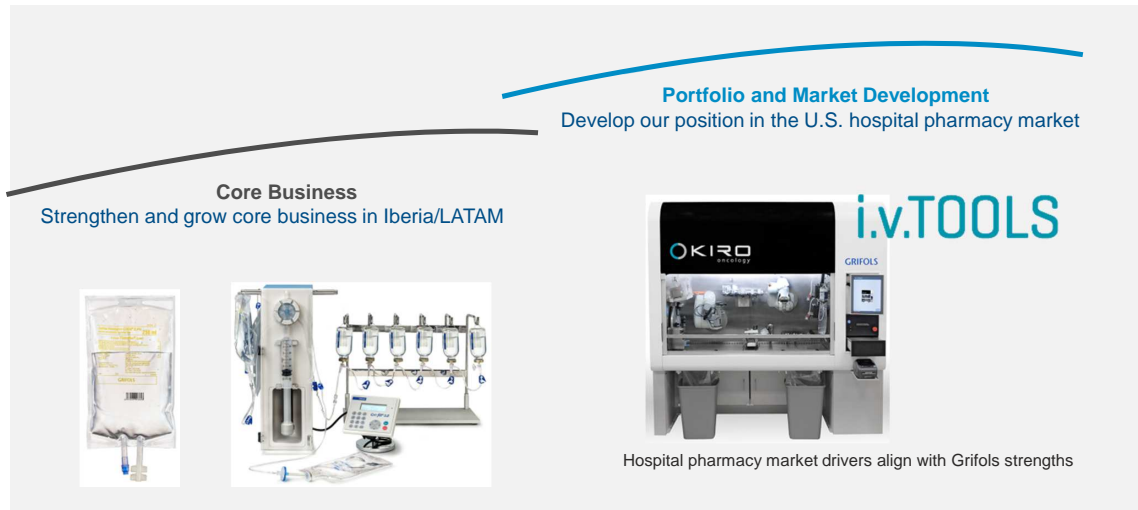 Portfolio and Market Development
Develop our position in the U.S. hospital pharmacy market
Core Business
Strengthen and grow core business in Iberia/LATAM
i.v.TOOLS
KIRO
oncology
GRIFOLS
GRIFOLS
Hospital pharmacy market drivers align with Grifols strengths